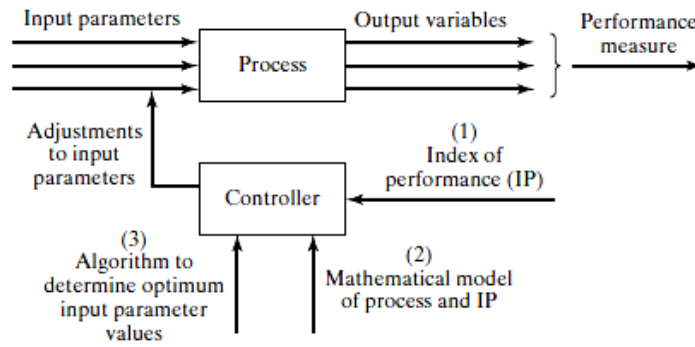 Input parameters
Output variables
Performance
measure
Process
Adjustments
to input
parameters
(1)
Index of
performance (IP)
Controller
(3)
Algorithm to
determine optimum
input parameter
values
(2)
Mathematical model
of process and IP